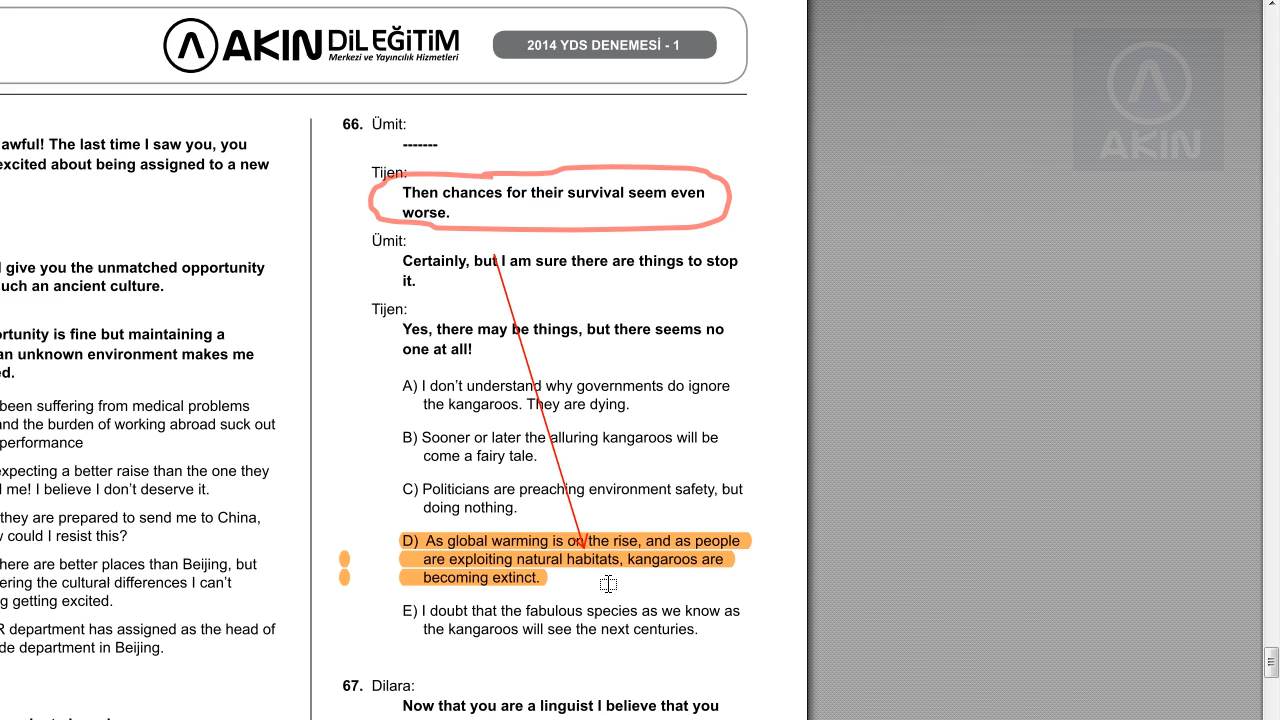 AKIN DİL EĞİTİM
Merkezi ve Yayıncılık Hizmetleri
2014 YDS DENEMESİ - 1
AKIN
awful! The last time I saw you, you
excited about being assigned to a new
give you the unmatched opportunity
such an ancient culture.
ortunity is fine but maintaining a
an unknown environment makes me
ed.
been suffering from medical problems
and the burden of working abroad suck out
performance
expecting a better raise than the one they
me! I believe I don't deserve it.
they are prepared to send me to China,
could I resist this?
here are better places than Beijing, but
ering the cultural differences I can't
g getting excited.
R department has assigned as the head of
de department in Beijing.
66. Ümit:
-------
Tijen:
Then chances for their survival seem even
worse.
Ümit:
Certainly, but I am sure there are things to stop
it.
Tijen:
Yes, there may be things, but there seems no
one at all!
A) I don't understand why governments do ignore
the kangaroos. They are dying.
B) Sooner or later the alluring kangaroos will be
come a fairy tale.
C) Politicians are preaching environment safety, but
doing nothing.
D) As global warming is on the rise, and as people
are exploiting natural habitats, kangaroos are
becoming extinct.
E) I doubt that the fabulous species as we know as
the kangaroos will see the next centuries.
67. Dilara:
Now that you are a linguist I believe that you